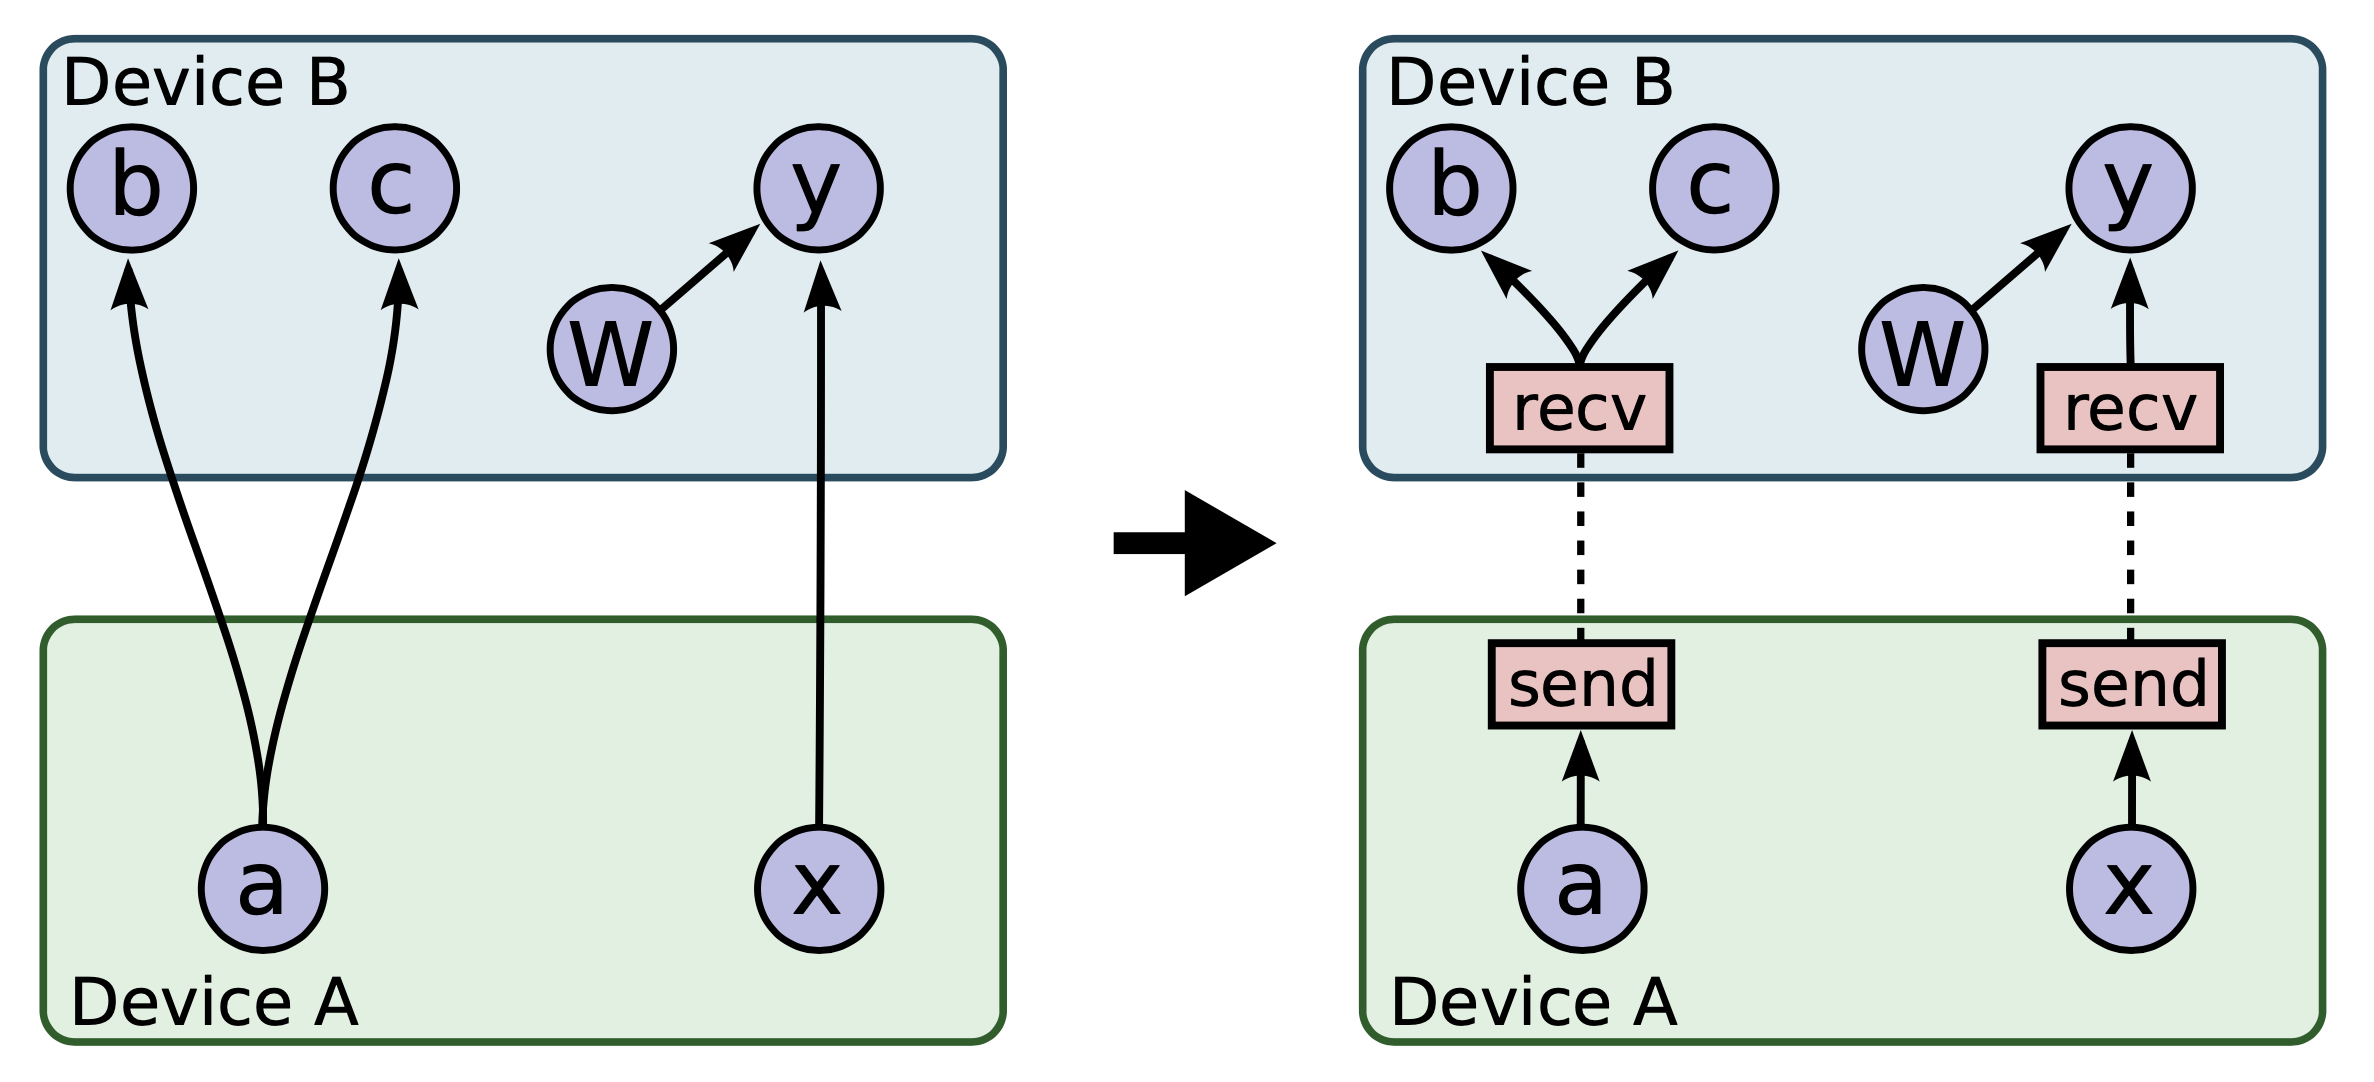 Device B
b
c
y
W
a
x
Device A
Device B
b
c
y
W
recv
recv
send
send
a
x
Device A